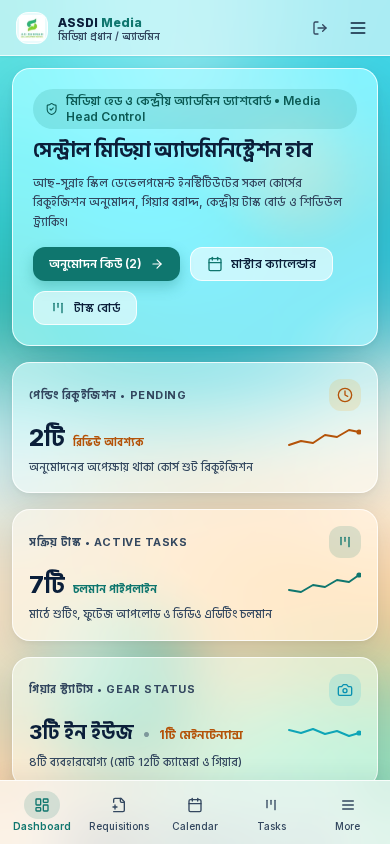 ASSDI Media
মিডিয়া প্রধান / অ্যাডমিন
মিডিয়া হেড ও কেন্দ্রীয় অ্যাডমিন ড্যাশবোর্ড • Media
Head Control
সেন্ট্রাল মিডিয়া অ্যাডমিনিস্ট্রেশন হাব
আছ-সুন্নাহ স্কিল ডেভেলপমেন্ট ইনস্টিটিউটের সকল কোর্সের
রিকুইজিশন অনুমোদন, গিয়ার বরাদ্দ, কেন্দ্রীয় টাস্ক বোর্ড ও শিডিউল
ট্র্যাকিং।
অনুমোদন কিউ (2)
মাস্টার ক্যালেন্ডার
টাস্ক বোর্ড
পেন্ডিং রিকুইজিশন • PENDING
2টি রিভিউ আবশ্যক
অনুমোদনের অপেক্ষায় থাকা কোর্স শুট রিকুইজিশন
সক্রিয় টাস্ক • ACTIVE TASKS
7টি চলমান পাইপলাইন
মাঠে শুটিং, ফুটেজ আপলোড ও ভিডিও এডিটিং চলমান
গিয়ার স্ট্যাটাস • GEAR STATUS
3টি ইন ইউজ • 1টি মেইনটেন্যান্স
8টি ব্যবহারযোগ্য (মোট 12টি ক্যামেরা ও গিয়ার)
Dashboard
Requisitions
Calendar
Tasks
More